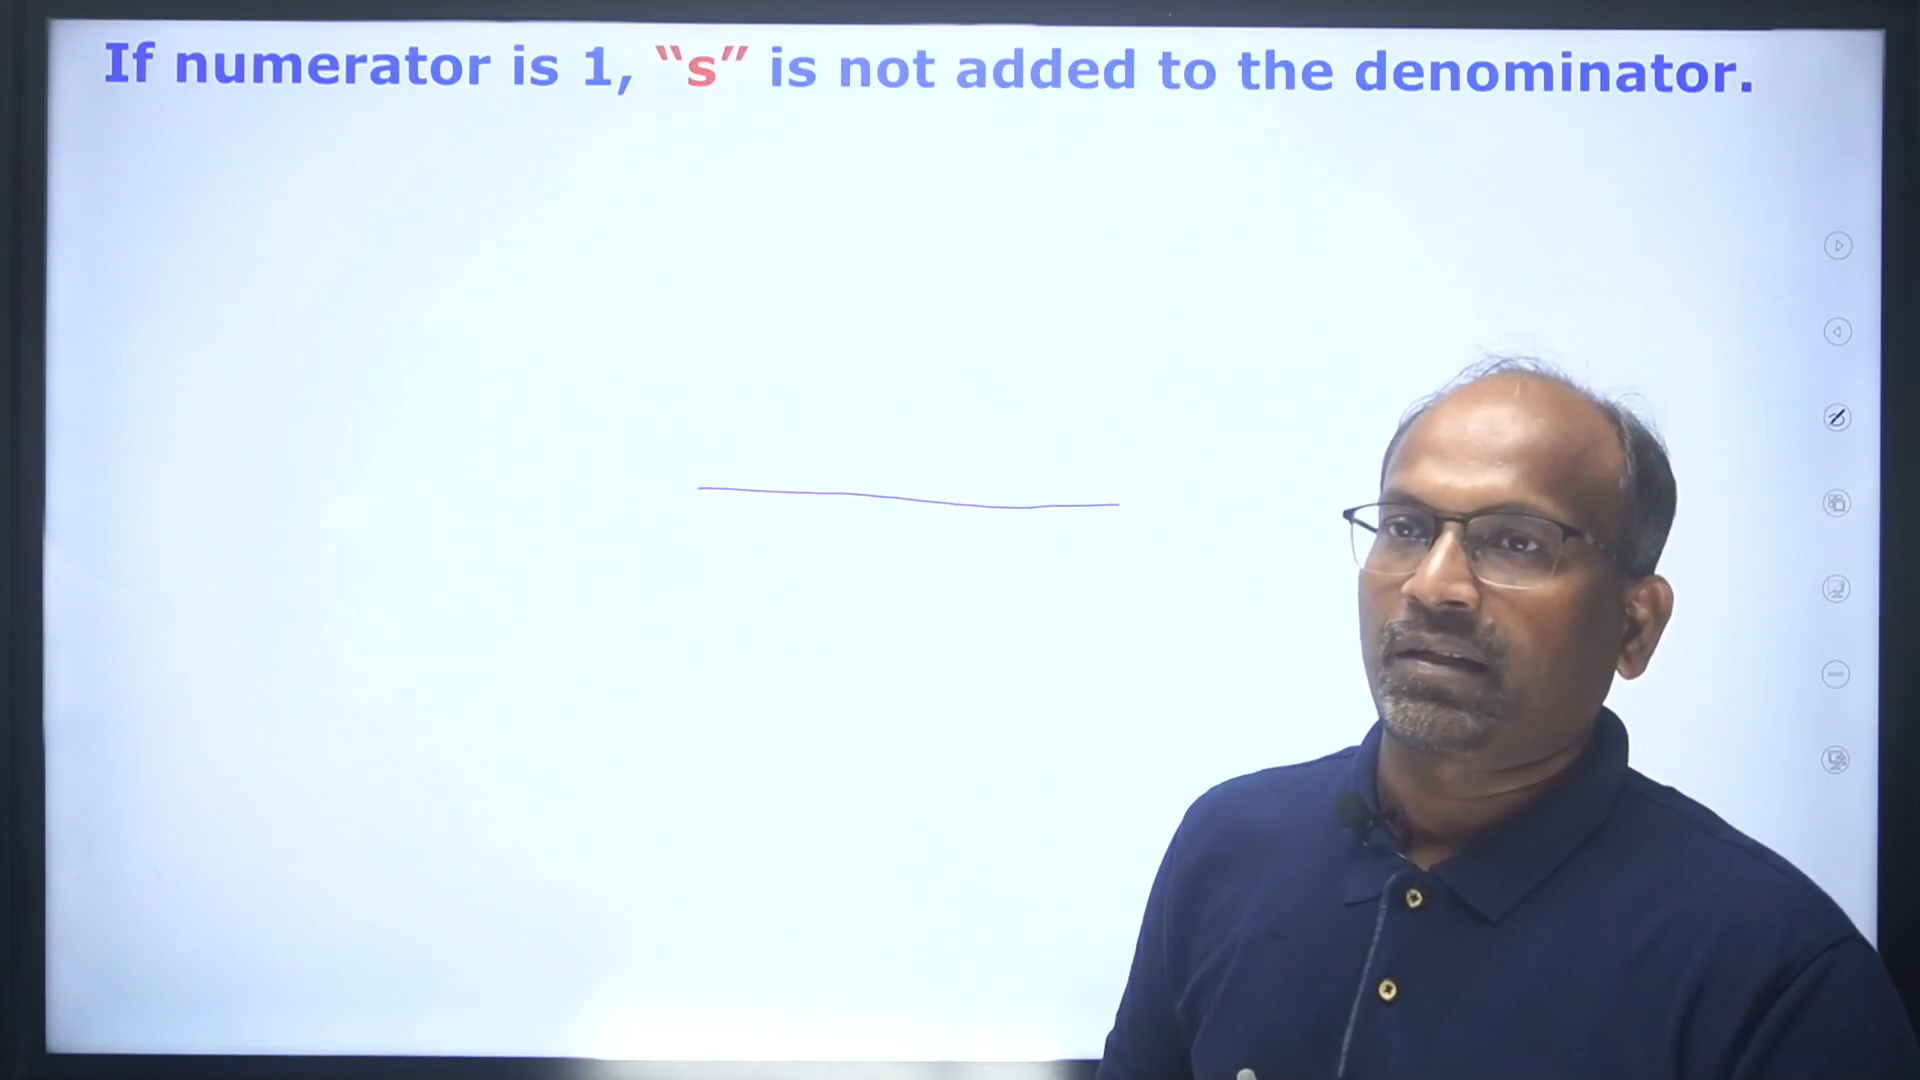 If numerator is 1, “s” is not added to the denominator.